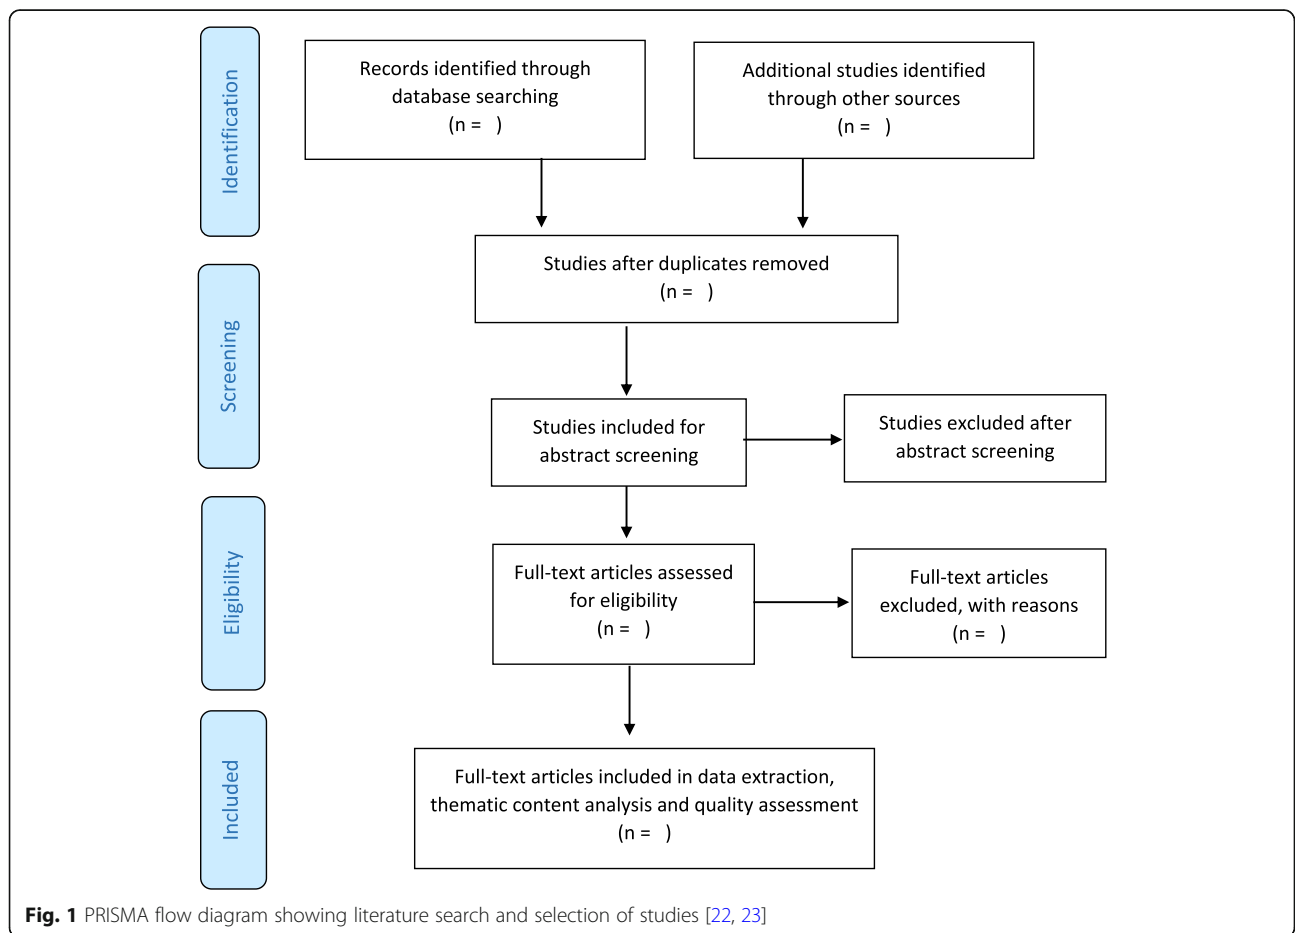 Identification
Records identified through
database searching
(n =   )
Additional studies identified
through other sources
(n =   )
Screening
Studies after duplicates removed
(n =   )
Studies included for
abstract screening
Studies excluded after
abstract screening
Eligibility
Full-text articles assessed
for eligibility
(n =   )
Full-text articles
excluded, with reasons
(n =   )
Included
Full-text articles included in data extraction,
thematic content analysis and quality assessment
(n =   )
Fig. 1 PRISMA flow diagram showing literature search and selection of studies [22, 23]